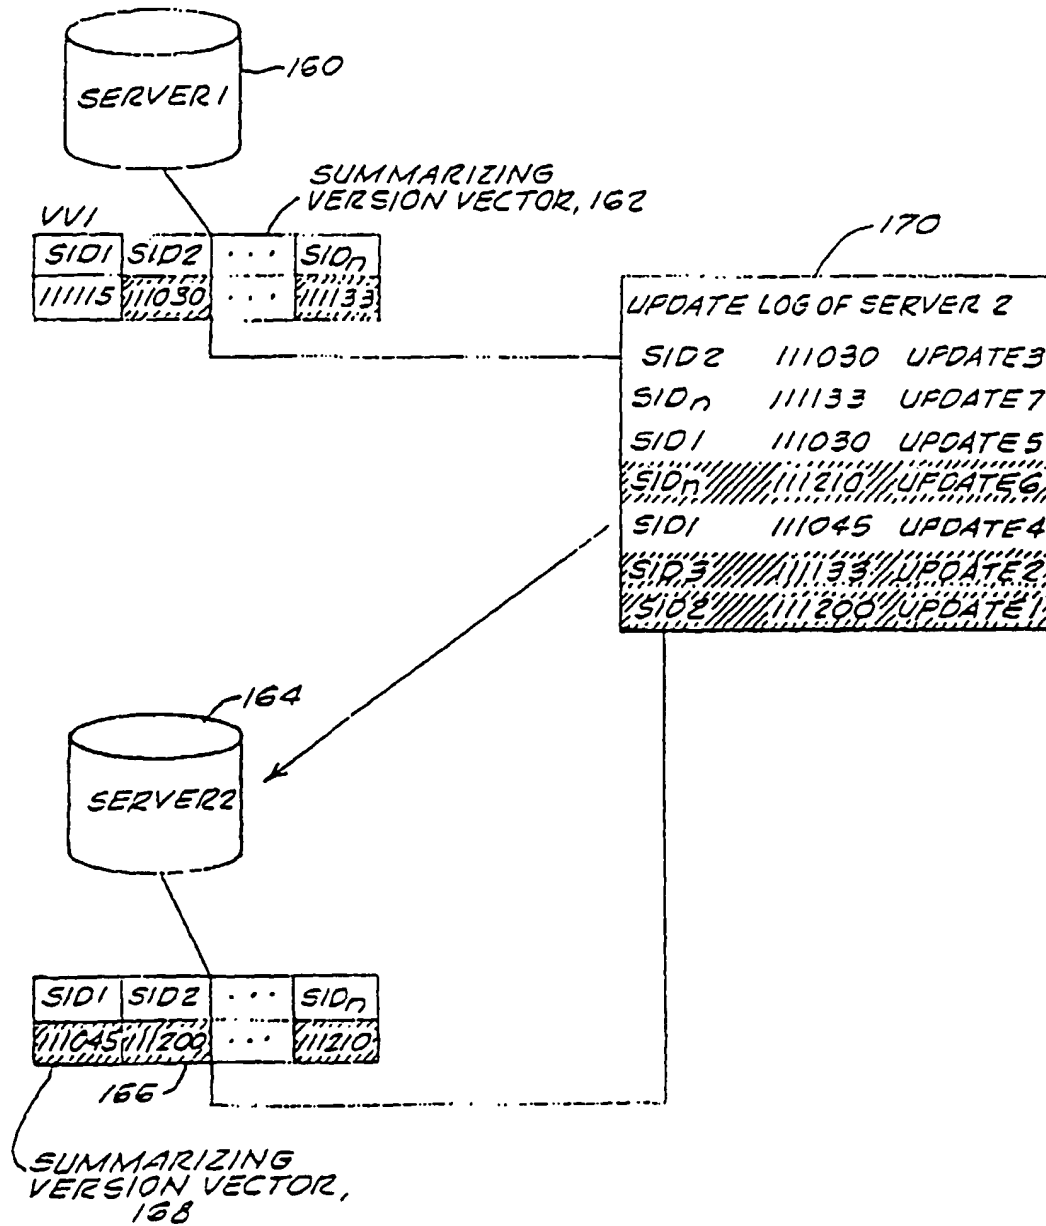 160
SERVER1
SUMMARIZING
VERSION VECTOR, 162
VV1
SID1 SID2 ... SIDn
111115 111030 ... 111133
170
UPDATE LOG OF SERVER 2
SID2 111030 UPDATE3
SIDn 111133 UPDATE7
SID1 111030 UPDATE5
SIDn 111210 UPDATE6
SID1 111045 UPDATE4
SID3 111133 UPDATE2
SID2 111200 UPDATE1
164
SERVER2
SID1 SID2 ... SIDn
111045 111200 ... 111210
166
SUMMARIZING
VERSION VECTOR,
168